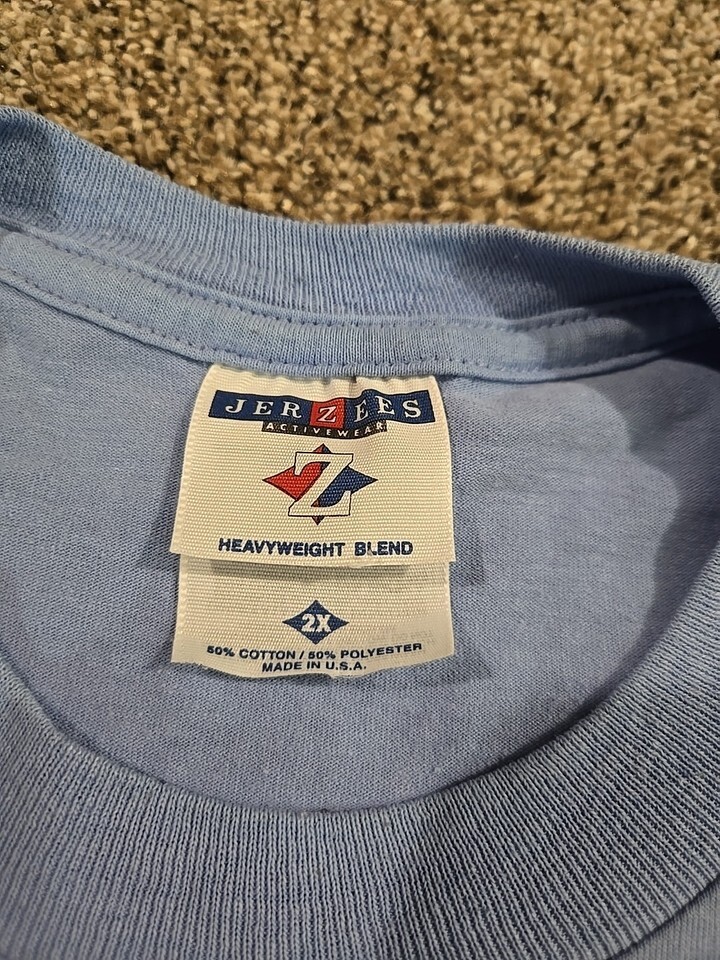 JERZEES
ACTIVEWEAR
Z
HEAVYWEIGHT BLEND
2X
50% COTTON / 50% POLYESTER
MADE IN U.S.A.